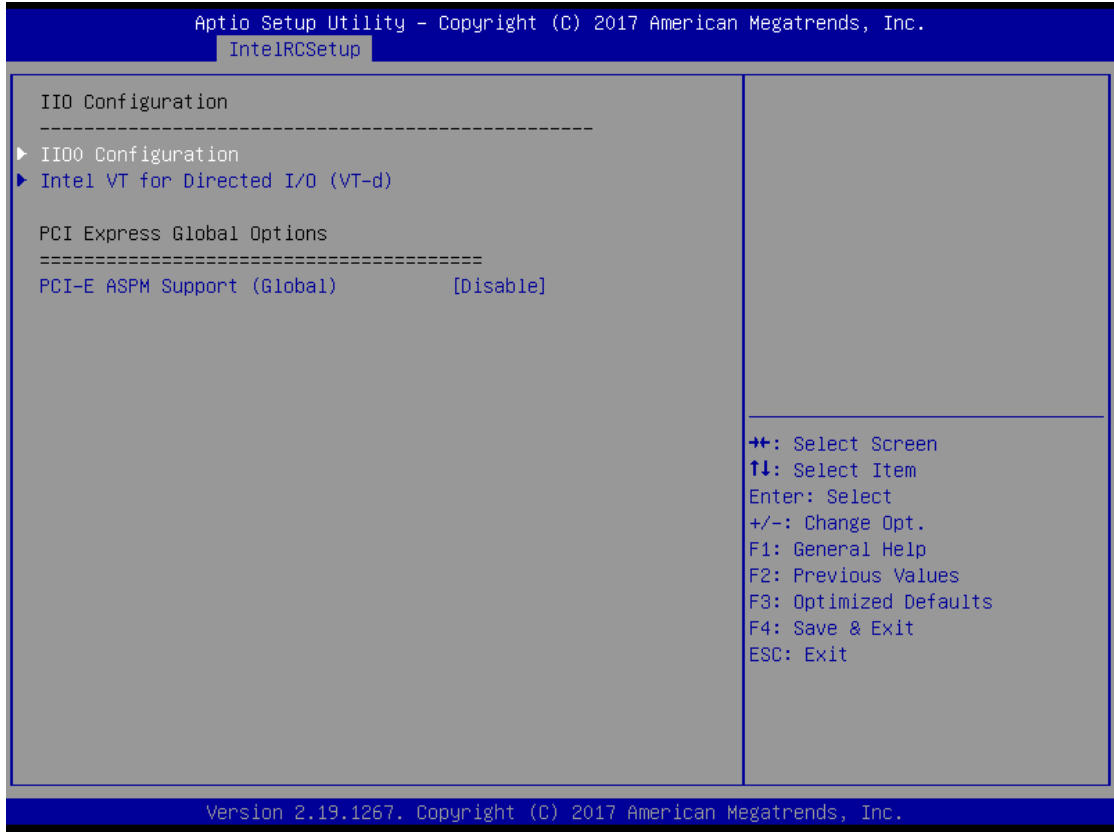 Aptio Setup Utility – Copyright (C) 2017 American Megatrends, Inc.
IntelRCSetup
IIO Configuration
--------------------------------------------------
▶ IIO0 Configuration
▶ Intel VT for Directed I/O (VT-d)
PCI Express Global Options
========================================
PCI-E ASPM Support (Global) [Disable]
→←: Select Screen
↑↓: Select Item
Enter: Select
+/-: Change Opt.
F1: General Help
F2: Previous Values
F3: Optimized Defaults
F4: Save & Exit
ESC: Exit
Version 2.19.1267. Copyright (C) 2017 American Megatrends, Inc.